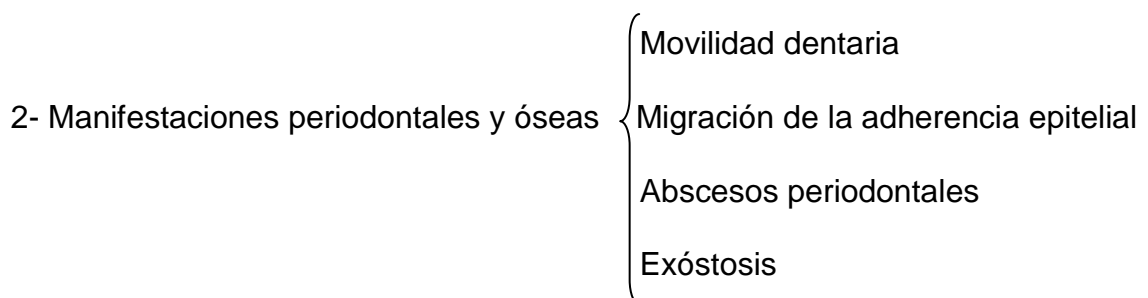 Movilidad dentaria
2- Manifestaciones periodontales y óseas
Migración de la adherencia epitelial
Abscesos periodontales
Exóstosis